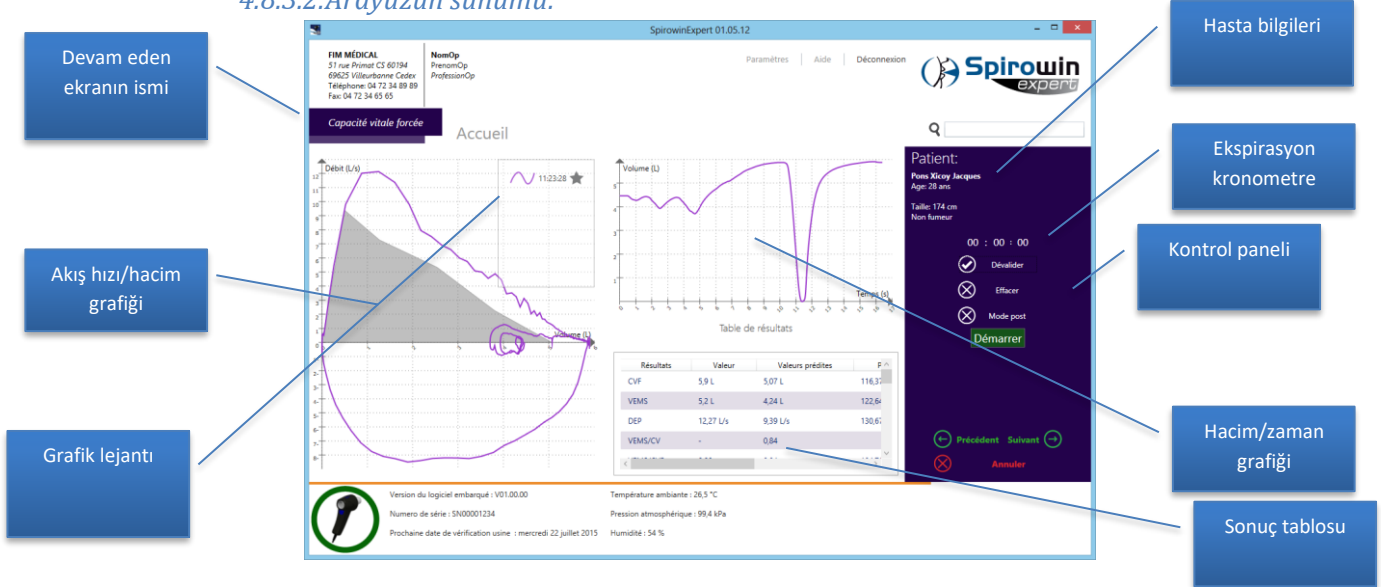 4.8.3.2.Arayüzün sunumu.
Devam eden
ekranın ismi
Akış hızı/hacim
grafiği
Grafik lejantı
Hasta bilgileri
Ekspirasyon
kronometre
Kontrol paneli
Hacim/zaman
grafiği
Sonuç tablosu
SpirowinExpert 01.05.12
FIM MÉDICAL
51 rue Primat CS 60194
69625 Villeurbanne Cedex
Téléphone: 04 72 34 89 89
Fax: 04 72 34 65 65
NomOp
PrenomOp
ProfessionOp
Paramètres
Aide
Déconnexion
Spirowin
expert
Capacité vitale forcée
Accueil
Débit (L/s)
11:23:28
Volume (L)
Volume (L)
Temps (s)
Table de résultats
Résultats Valeur Valeurs prédites
CVF 5,9 L 5,07 L 116,37
VEMS 5,2 L 4,24 L 122,64
DEP 12,27 L/s 9,39 L/s 130,67
VEMS/CV - 0,84
Patient:
Pons Xicoy Jacques
Age: 28 ans
Taille: 174 cm
Non fumeur
00 : 00 : 00
Dévalider
Effacer
Mode post
Démarrer
Précédent Suivant
Annuler
Version du logiciel embarqué : V01.00.00
Numero de série : SN00001234
Prochaine date de vérification usine : mercredi 22 juillet 2015
Température ambiante : 26,5 °C
Pression atmosphérique : 99,4 kPa
Humidité : 54 %